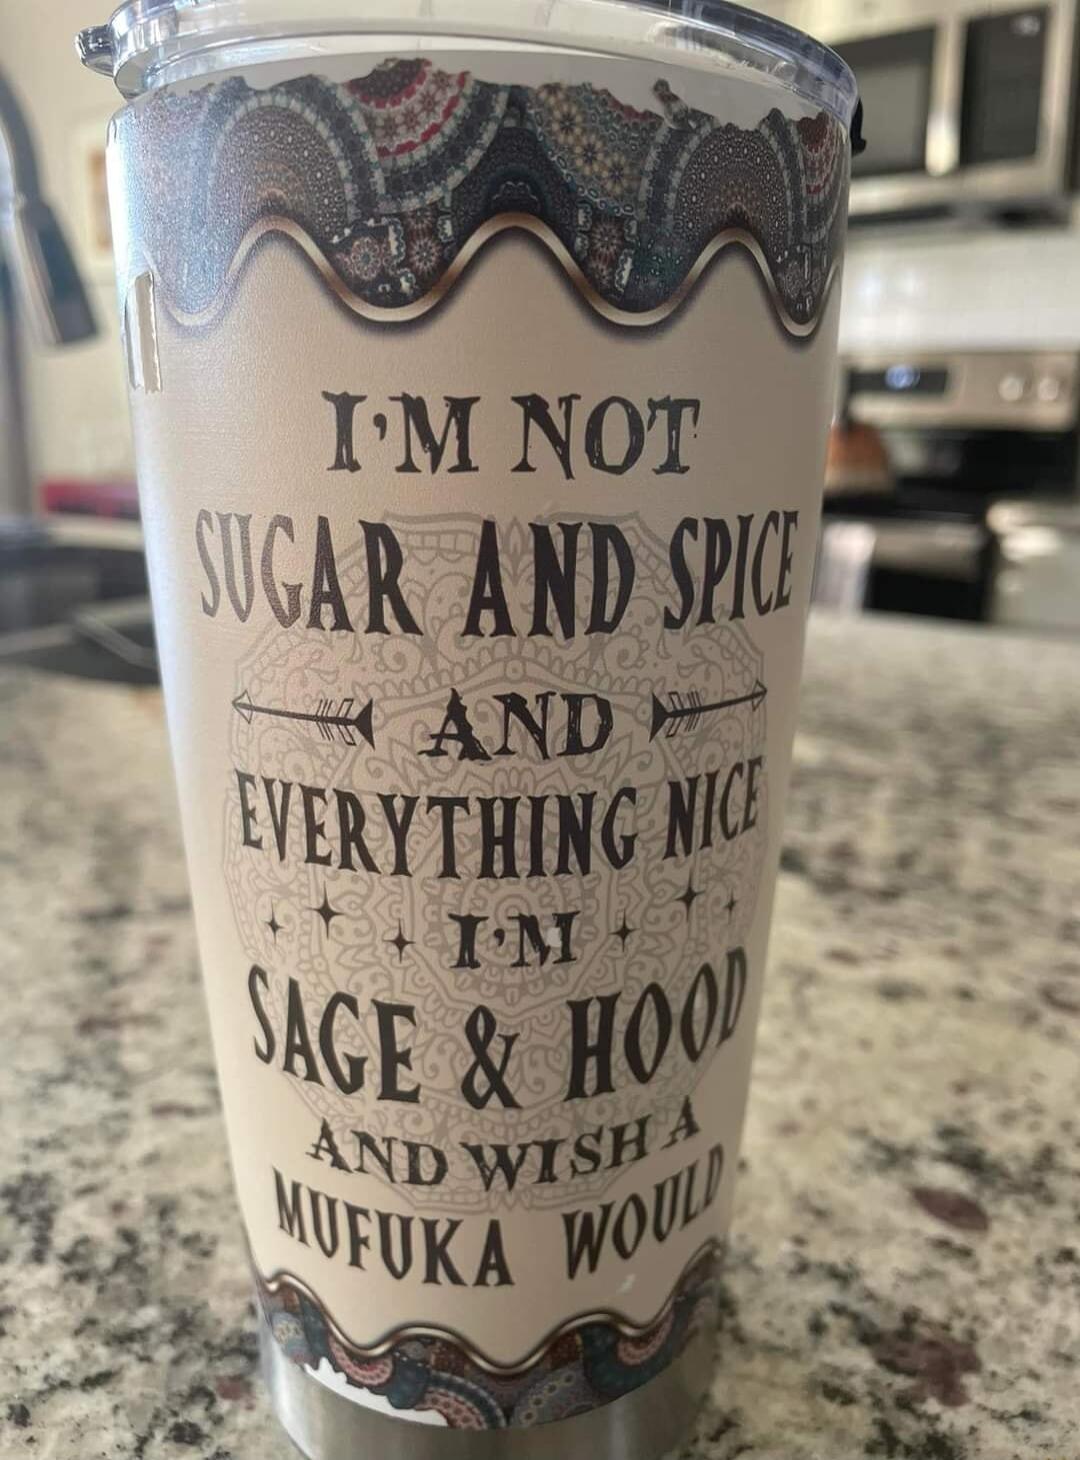 I'M NOT
SUGAR AND SPICE
AND
EVERYTHING NICE
I'M
SAGE & HOOD
AND WISH A
MUFUKA WOULD